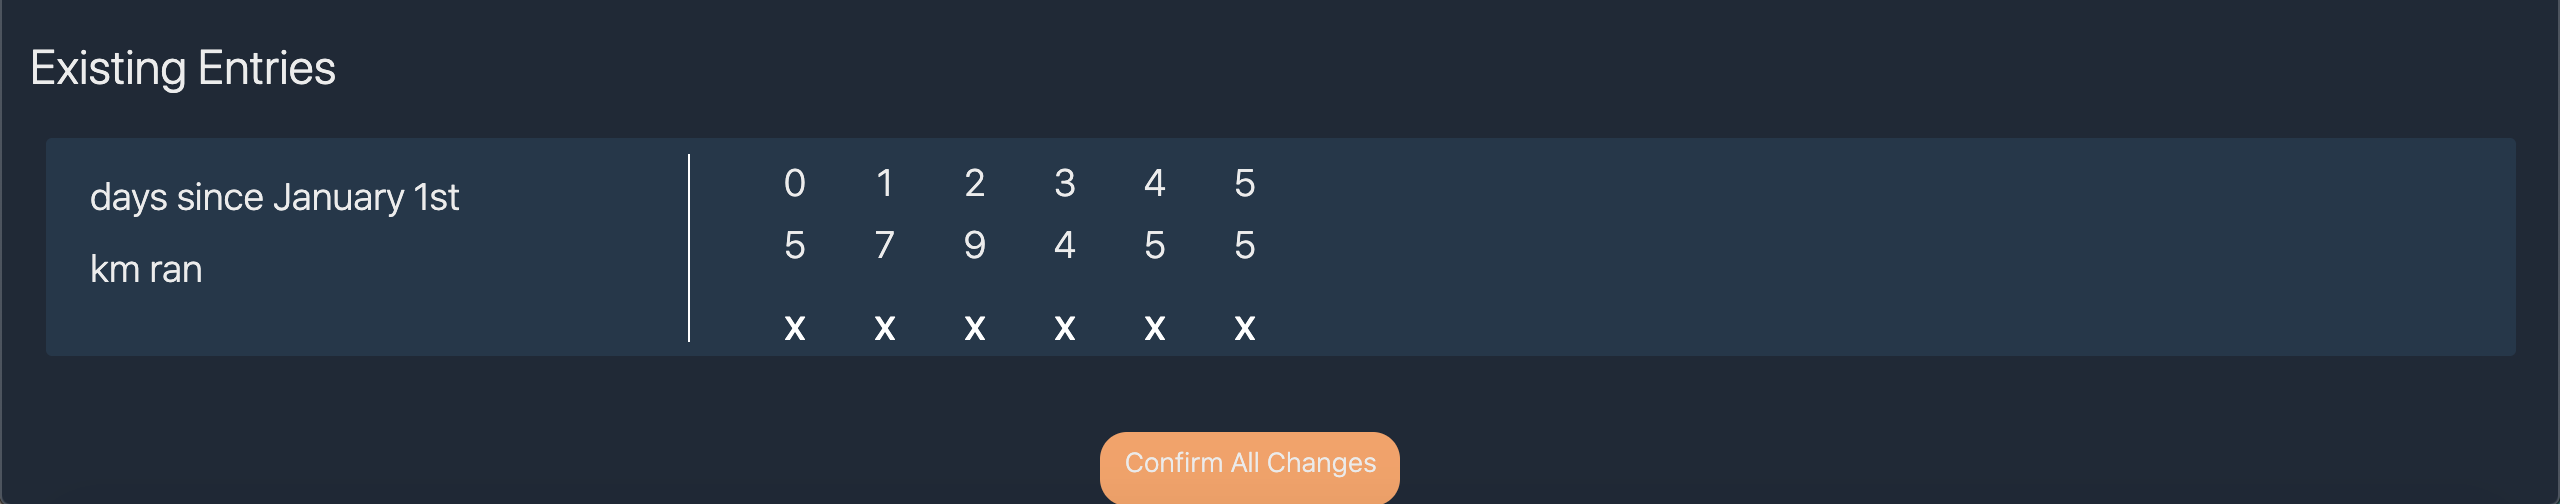 Existing Entries
days since January 1st 0 1 2 3 4 5
km ran 5 7 9 4 5 5
x x x x x x
Confirm All Changes